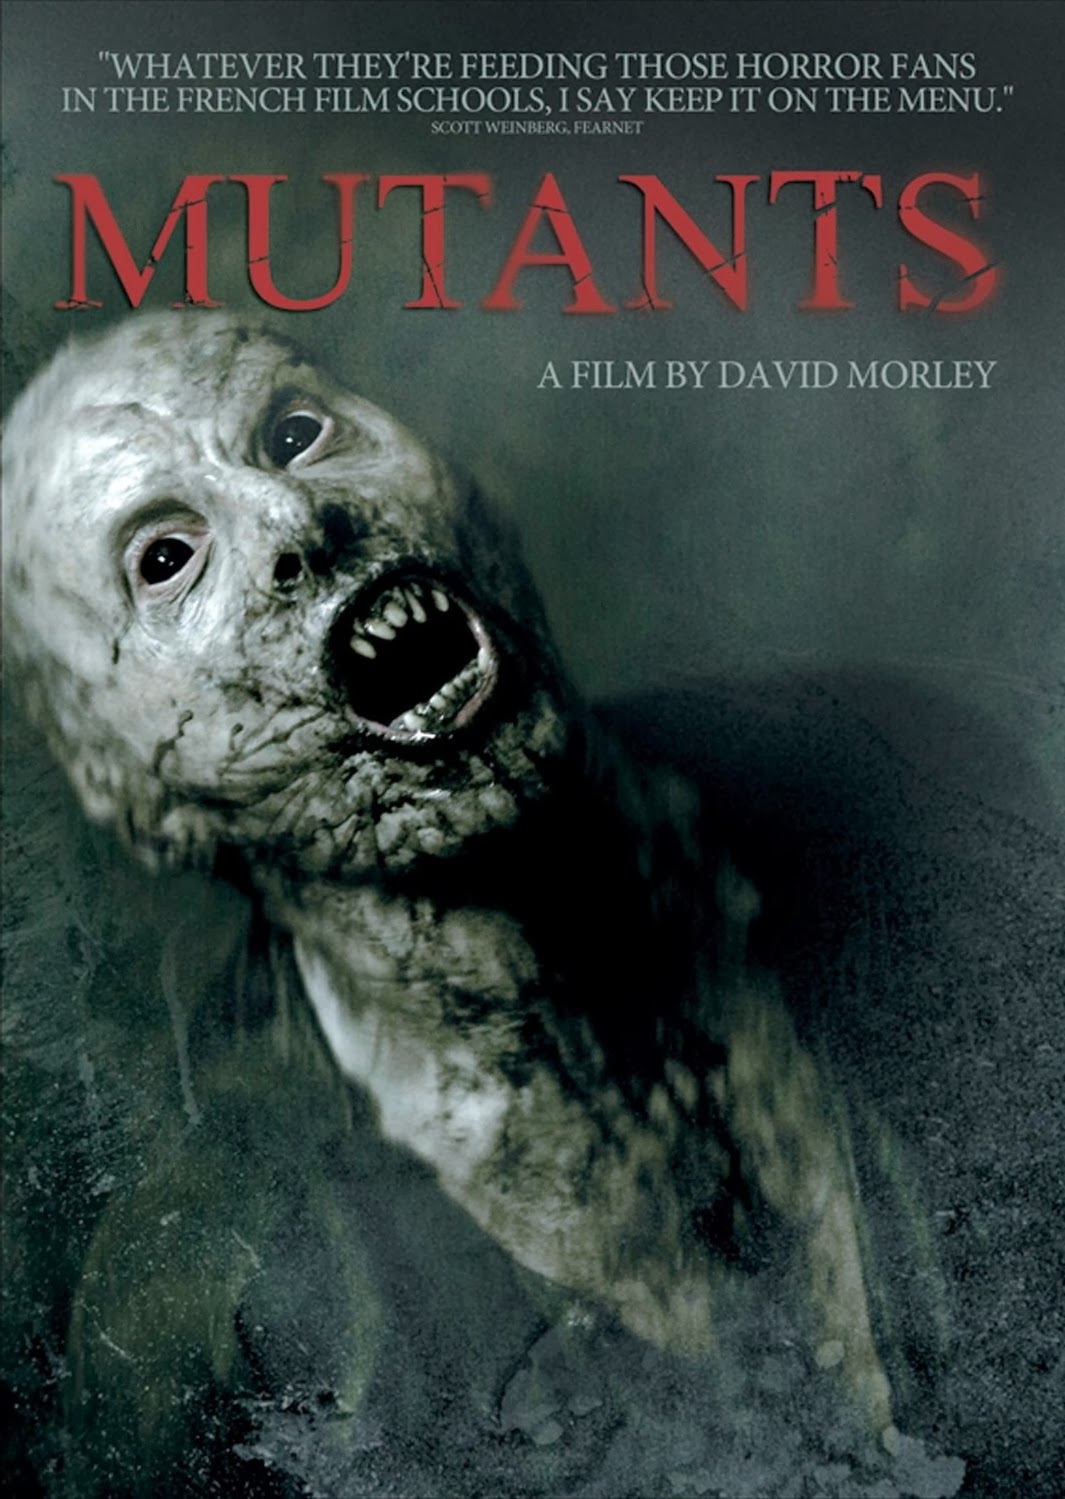 "WHATEVER THEY'RE FEEDING THOSE HORROR FANS
IN THE FRENCH FILM SCHOOLS, I SAY KEEP IT ON THE MENU."
SCOTT WEINBERG, FEARNET
MUTANTS
A FILM BY DAVID MORLEY